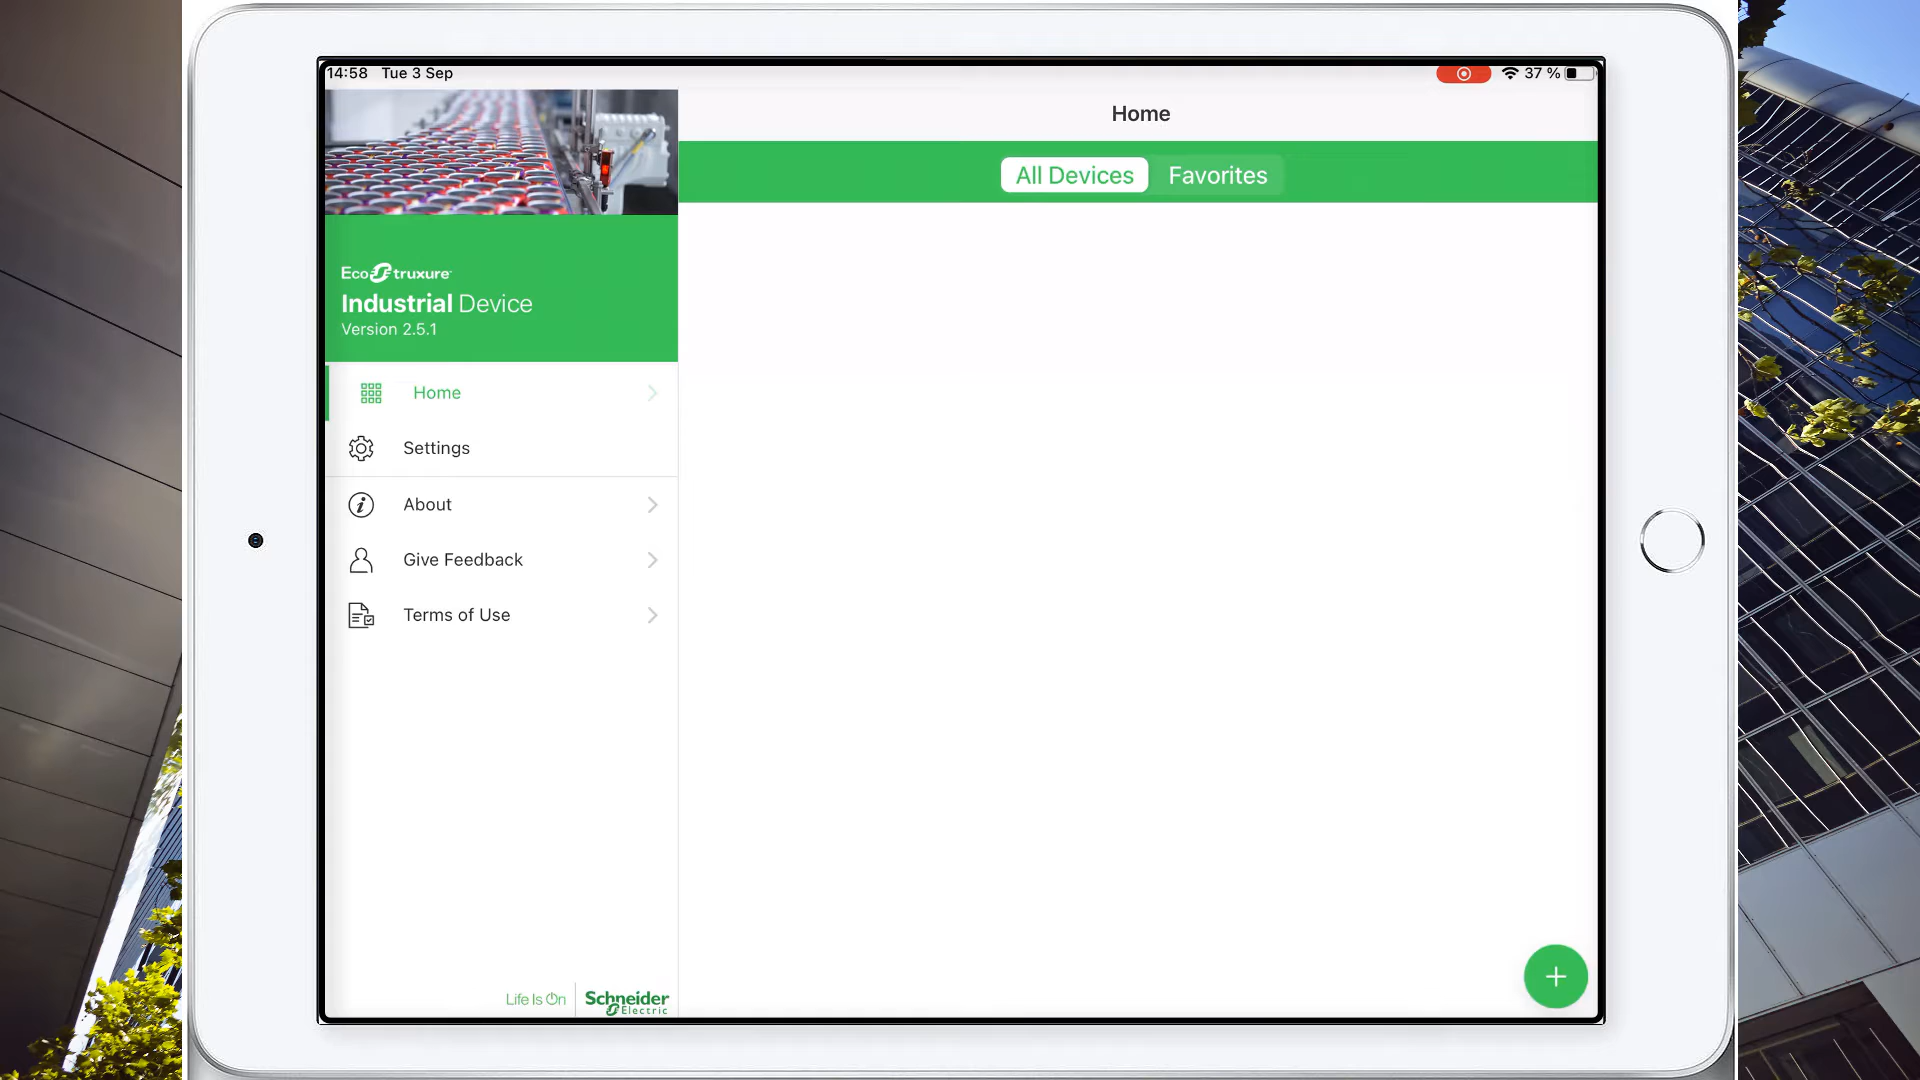 14:58 Tue 3 Sep
37 %
Home
All Devices
Favorites
EcoStruxure
Industrial Device
Version 2.5.1
Home
Settings
About
Give Feedback
Terms of Use
Life Is On
Schneider
Electric